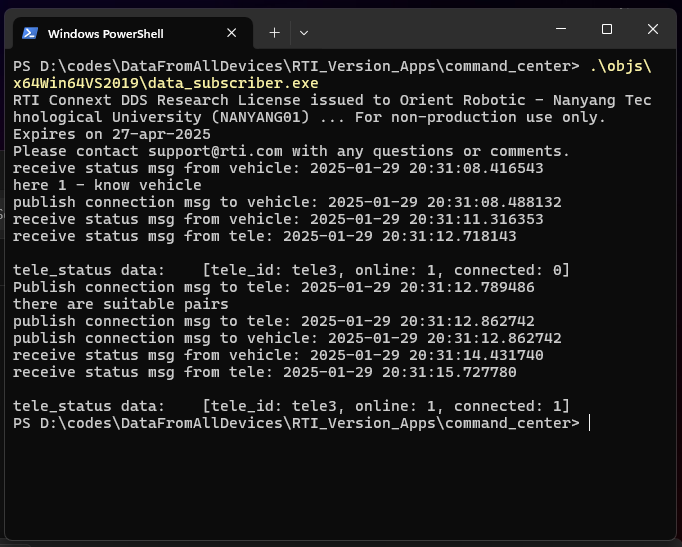 Windows PowerShell
PS D:\codes\DataFromAllDevices\RTI_Version_Apps\command_center> .\objs\
x64Win64VS2019\data_subscriber.exe
RTI Connext DDS Research License issued to Orient Robotic - Nanyang Tec
hnological University (NANYANG01) ... For non-production use only.
Expires on 27-apr-2025
Please contact support@rti.com with any questions or comments.
receive status msg from vehicle: 2025-01-29 20:31:08.416543
here 1 - know vehicle
publish connection msg to vehicle: 2025-01-29 20:31:08.488132
receive status msg from vehicle: 2025-01-29 20:31:11.316353
receive status msg from tele: 2025-01-29 20:31:12.718143
tele_status data:    [tele_id: tele3, online: 1, connected: 0]
Publish connection msg to tele: 2025-01-29 20:31:12.789486
there are suitable pairs
publish connection msg to tele: 2025-01-29 20:31:12.862742
publish connection msg to vehicle: 2025-01-29 20:31:12.862742
receive status msg from vehicle: 2025-01-29 20:31:14.431740
receive status msg from tele: 2025-01-29 20:31:15.727780
tele_status data:    [tele_id: tele3, online: 1, connected: 1]
PS D:\codes\DataFromAllDevices\RTI_Version_Apps\command_center>